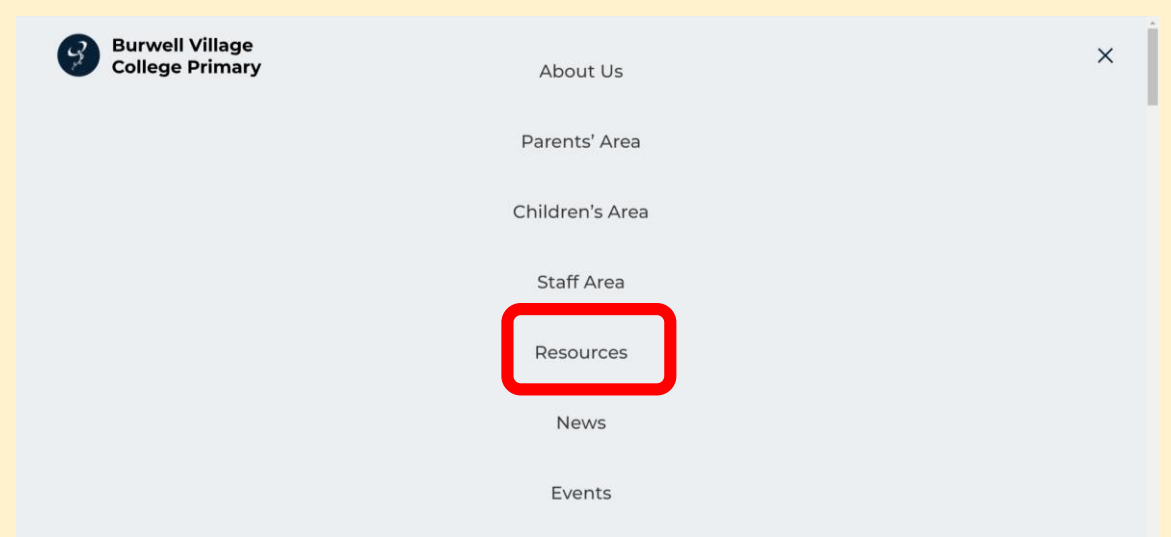 Burwell Village
College Primary
About Us
Parents’ Area
Children’s Area
Staff Area
Resources
News
Events